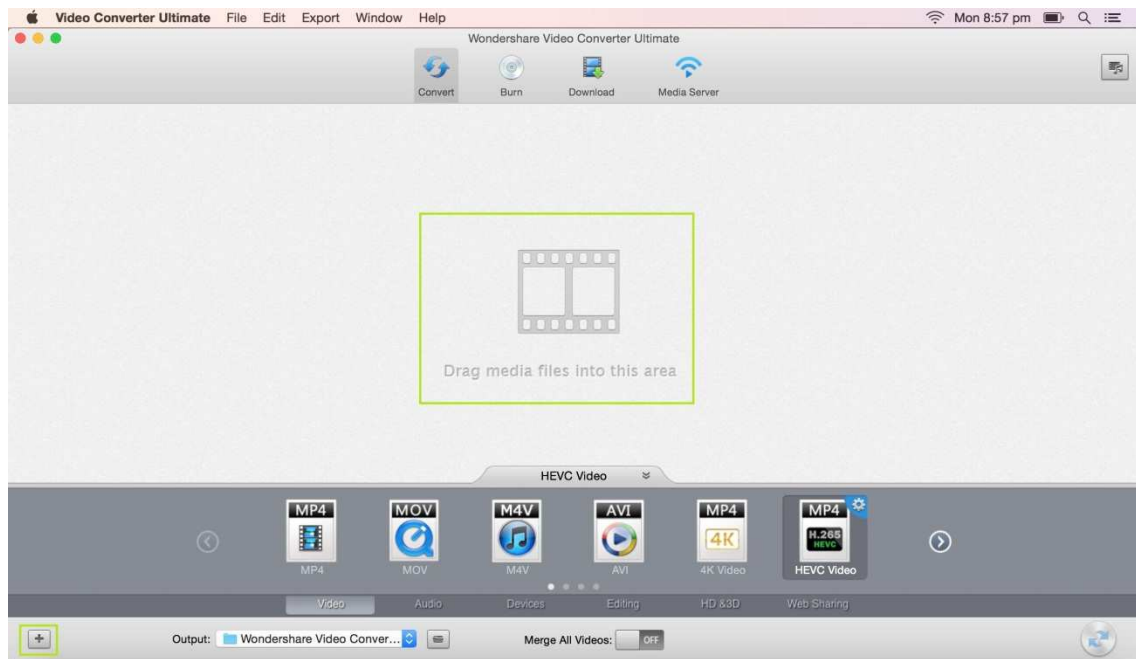 Video Converter Ultimate File Edit Export Window Help Mon 8:57 pm
Wondershare Video Converter Ultimate
Convert Burn Download Media Server
Drag media files into this area
HEVC Video
MP4 MOV M4V AVI MP4 MP4
4K H.265
HEVC
MP4 MOV M4V AVI 4K Video HEVC Video
Video Audio Devices Editing HD &3D Web Sharing
Output: Wondershare Video Conver... Merge All Videos: OFF